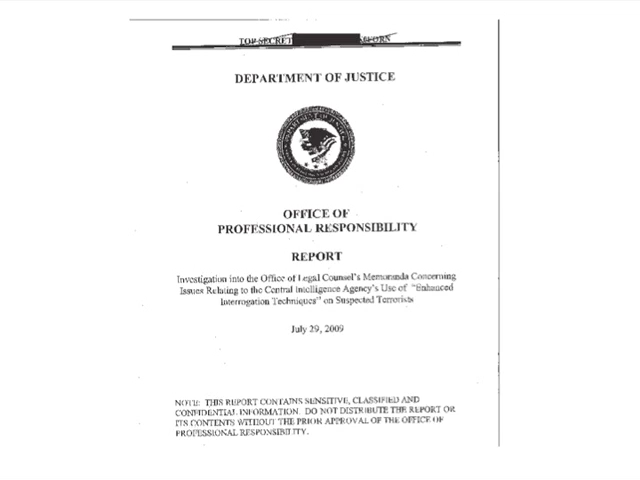 TOP SECRET NOFORN
DEPARTMENT OF JUSTICE
OFFICE OF
PROFESSIONAL RESPONSIBILITY
REPORT
Investigation into the Office of Legal Counsel's Memoranda Concerning
Issues Relating to the Central Intelligence Agency's Use of "Enhanced
Interrogation Techniques" on Suspected Terrorists
July 29, 2009
NOTE: THIS REPORT CONTAINS SENSITIVE, CLASSIFIED AND
CONFIDENTIAL INFORMATION. DO NOT DISTRIBUTE THE REPORT OR
ITS CONTENTS WITHOUT THE PRIOR APPROVAL OF THE OFFICE OF
PROFESSIONAL RESPONSIBILITY.